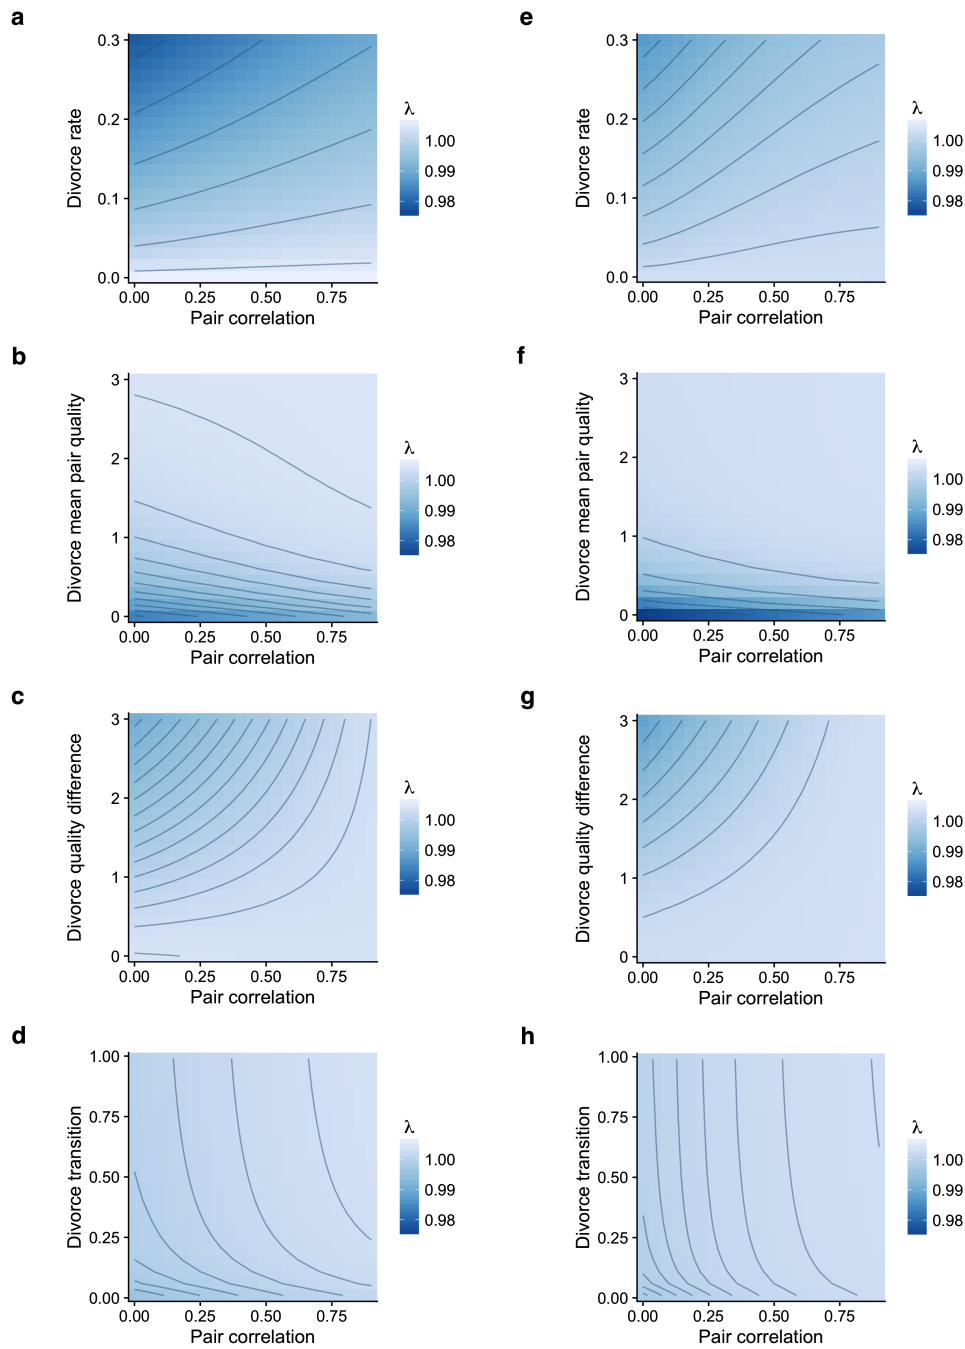 a
0.3
0.2
0.1
0.0
Divorce rate
0.00 0.25 0.50 0.75
Pair correlation
λ
1.00
0.99
0.98
e
0.3
0.2
0.1
0.0
Divorce rate
0.00 0.25 0.50 0.75
Pair correlation
λ
1.00
0.99
0.98
b
3
2
1
0
Divorce mean pair quality
0.00 0.25 0.50 0.75
Pair correlation
λ
1.00
0.99
0.98
f
3
2
1
0
Divorce mean pair quality
0.00 0.25 0.50 0.75
Pair correlation
λ
1.00
0.99
0.98
c
3
2
1
0
Divorce quality difference
0.00 0.25 0.50 0.75
Pair correlation
λ
1.00
0.99
0.98
g
3
2
1
0
Divorce quality difference
0.00 0.25 0.50 0.75
Pair correlation
λ
1.00
0.99
0.98
d
1.00
0.75
0.50
0.25
0.00
Divorce transition
0.00 0.25 0.50 0.75
Pair correlation
λ
1.00
0.99
0.98
h
1.00
0.75
0.50
0.25
0.00
Divorce transition
0.00 0.25 0.50 0.75
Pair correlation
λ
1.00
0.99
0.98